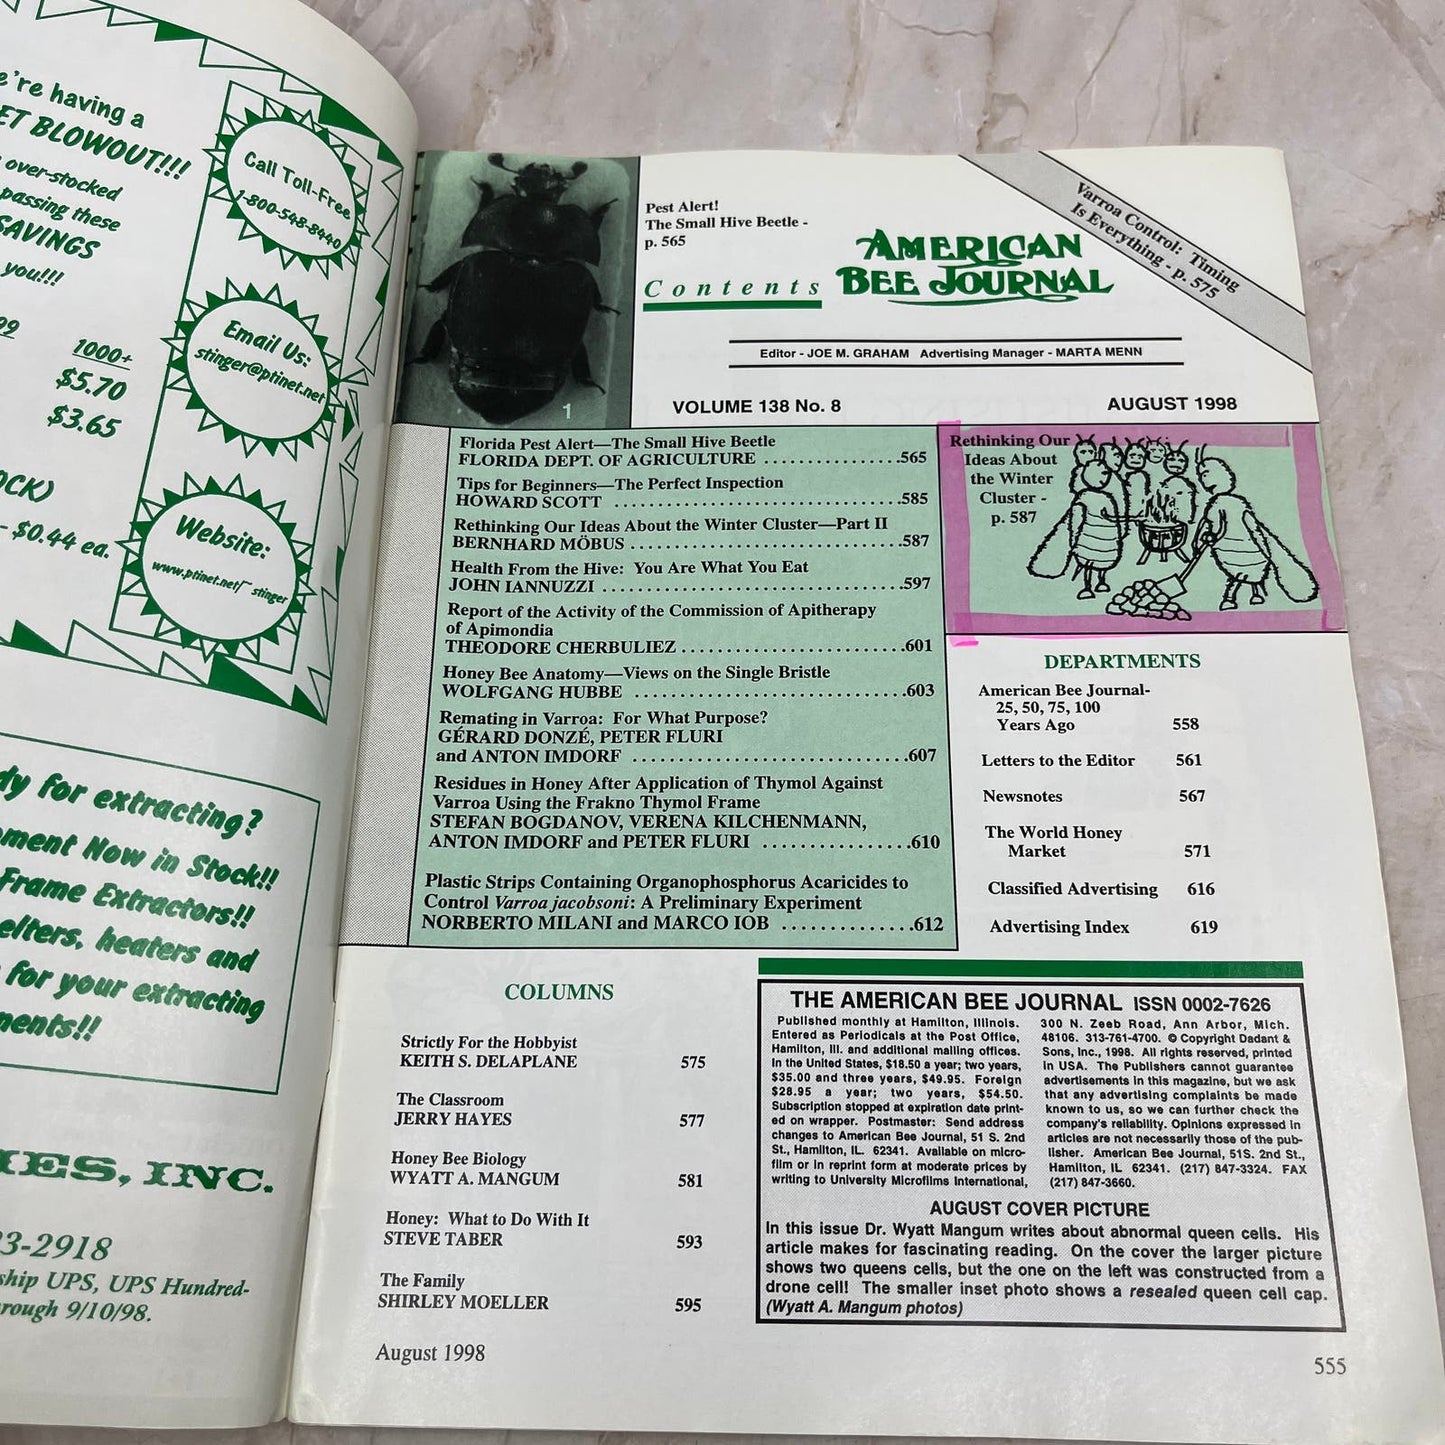 e're having a
ET BLOWOUT!!!
over-stocked
passing these
SAVINGS
you!!!
99
1000+
$5.70
$3.65
OCK)
- $0.44 ea.
Call Toll-Free
1-800-548-8440
Email Us:
stinger@ptinet.net
Website:
www.ptinet.net/~stinger
dy for extracting?
oment Now in Stock!!
Frame Extractors!!
elters, heaters and
for your extracting
ments!!
IES, INC.
33-2918
ship UPS, UPS Hundred-
rough 9/10/98.
1
Pest Alert!
The Small Hive Beetle -
p. 565
Contents
AMERICAN
BEE JOURNAL
Varroa Control: Timing
Is Everything - p. 575
Editor - JOE M. GRAHAM Advertising Manager - MARTA MENN
VOLUME 138 No. 8
AUGUST 1998
Florida Pest Alert—The Small Hive Beetle
FLORIDA DEPT. OF AGRICULTURE ................565
Tips for Beginners—The Perfect Inspection
HOWARD SCOTT ................585
Rethinking Our Ideas About the Winter Cluster—Part II
BERNHARD MÖBUS ................587
Health From the Hive: You Are What You Eat
JOHN IANNUZZI ................597
Report of the Activity of the Commission of Apitherapy
of Apimondia
THEODORE CHERBULIEZ ................601
Honey Bee Anatomy—Views on the Single Bristle
WOLFGANG HUBBE ................603
Remating in Varroa: For What Purpose?
GÉRARD DONZÉ, PETER FLURI
and ANTON IMDORF ................607
Residues in Honey After Application of Thymol Against
Varroa Using the Frakno Thymol Frame
STEFAN BOGDANOV, VERENA KILCHENMANN,
ANTON IMDORF and PETER FLURI ................610
Plastic Strips Containing Organophosphorus Acaricides to
Control Varroa jacobsoni: A Preliminary Experiment
NORBERTO MILANI and MARCO IOB ................612
Rethinking Our
Ideas About
the Winter
Cluster -
p. 587
DEPARTMENTS
American Bee Journal-
25, 50, 75, 100
Years Ago 558
Letters to the Editor 561
Newsnotes 567
The World Honey
Market 571
Classified Advertising 616
Advertising Index 619
COLUMNS
Strictly For the Hobbyist
KEITH S. DELAPLANE 575
The Classroom
JERRY HAYES 577
Honey Bee Biology
WYATT A. MANGUM 581
Honey: What to Do With It
STEVE TABER 593
The Family
SHIRLEY MOELLER 595
THE AMERICAN BEE JOURNAL ISSN 0002-7626
Published monthly at Hamilton, Illinois.
Entered as Periodicals at the Post Office,
Hamilton, Ill. and additional mailing offices.
In the United States, $18.50 a year; two years,
$35.00 and three years, $49.95. Foreign
$28.95 a year; two years, $54.50.
Subscription stopped at expiration date print-
ed on wrapper. Postmaster: Send address
changes to American Bee Journal, 51 S. 2nd
St., Hamilton, IL. 62341. Available on micro-
film or in reprint form at moderate prices by
writing to University Microfilms International,
300 N. Zeeb Road, Ann Arbor, Mich.
48106. 313-761-4700. © Copyright Dadant &
Sons, Inc., 1998. All rights reserved, printed
in USA. The Publishers cannot guarantee
advertisements in this magazine, but we ask
that any advertising complaints be made
known to us, so we can further check the
company's reliability. Opinions expressed in
articles are not necessarily those of the pub-
lisher. American Bee Journal, 51S. 2nd St.,
Hamilton, IL 62341. (217) 847-3324. FAX
(217) 847-3660.
AUGUST COVER PICTURE
In this issue Dr. Wyatt Mangum writes about abnormal queen cells. His
article makes for fascinating reading. On the cover the larger picture
shows two queens cells, but the one on the left was constructed from a
drone cell! The smaller inset photo shows a resealed queen cell cap.
(Wyatt A. Mangum photos)
August 1998
555